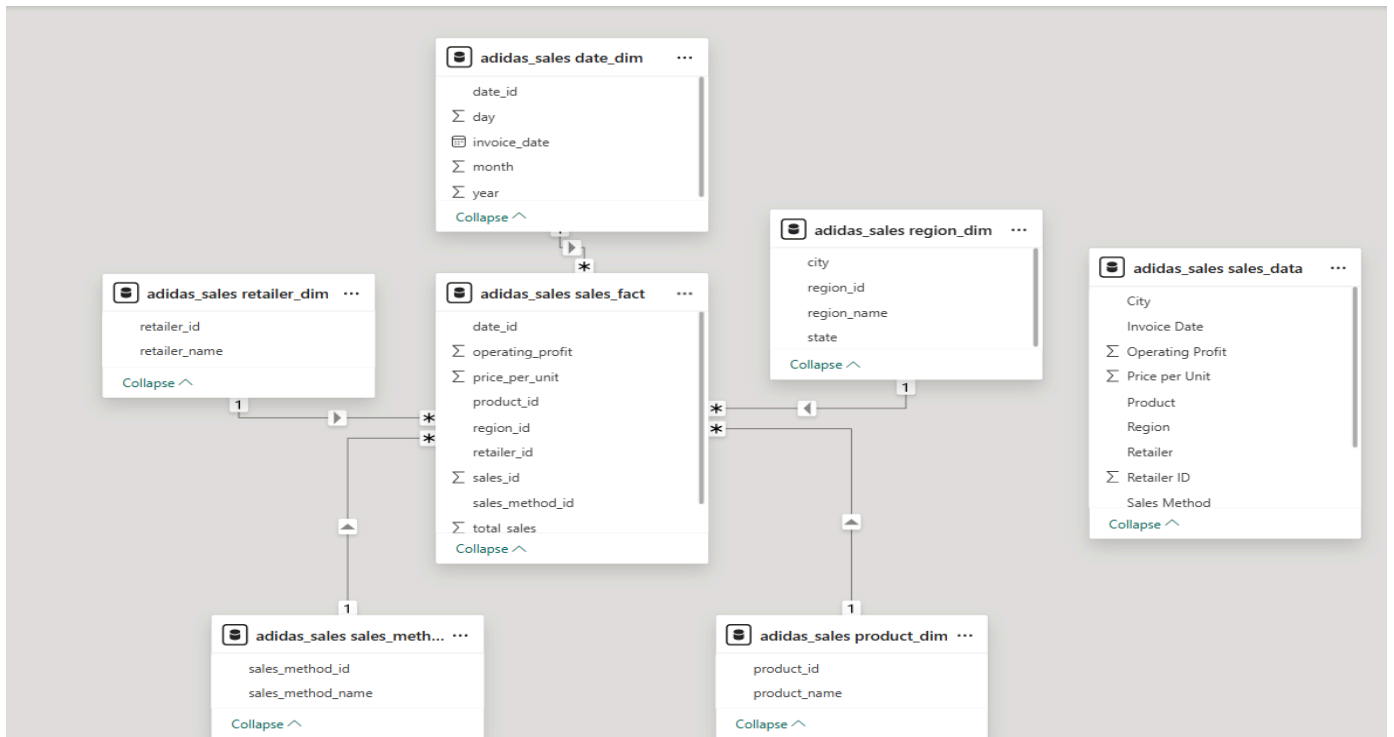 adidas_sales date_dim ...
date_id
Σ day
invoice_date
Σ month
Σ year
Collapse
adidas_sales region_dim ...
city
region_id
region_name
state
Collapse
1
adidas_sales sales_data ...
City
Invoice Date
Σ Operating Profit
Σ Price per Unit
Product
Region
Retailer
Σ Retailer ID
Sales Method
Collapse
adidas_sales retailer_dim ...
retailer_id
retailer_name
Collapse
1
*
adidas_sales sales_fact ...
date_id
Σ operating_profit
Σ price_per_unit
product_id
region_id
retailer_id
Σ sales_id
sales_method_id
Σ total_sales
Collapse
*
*
*
*
1
adidas_sales sales_meth... ...
sales_method_id
sales_method_name
Collapse
1
adidas_sales product_dim ...
product_id
product_name
Collapse